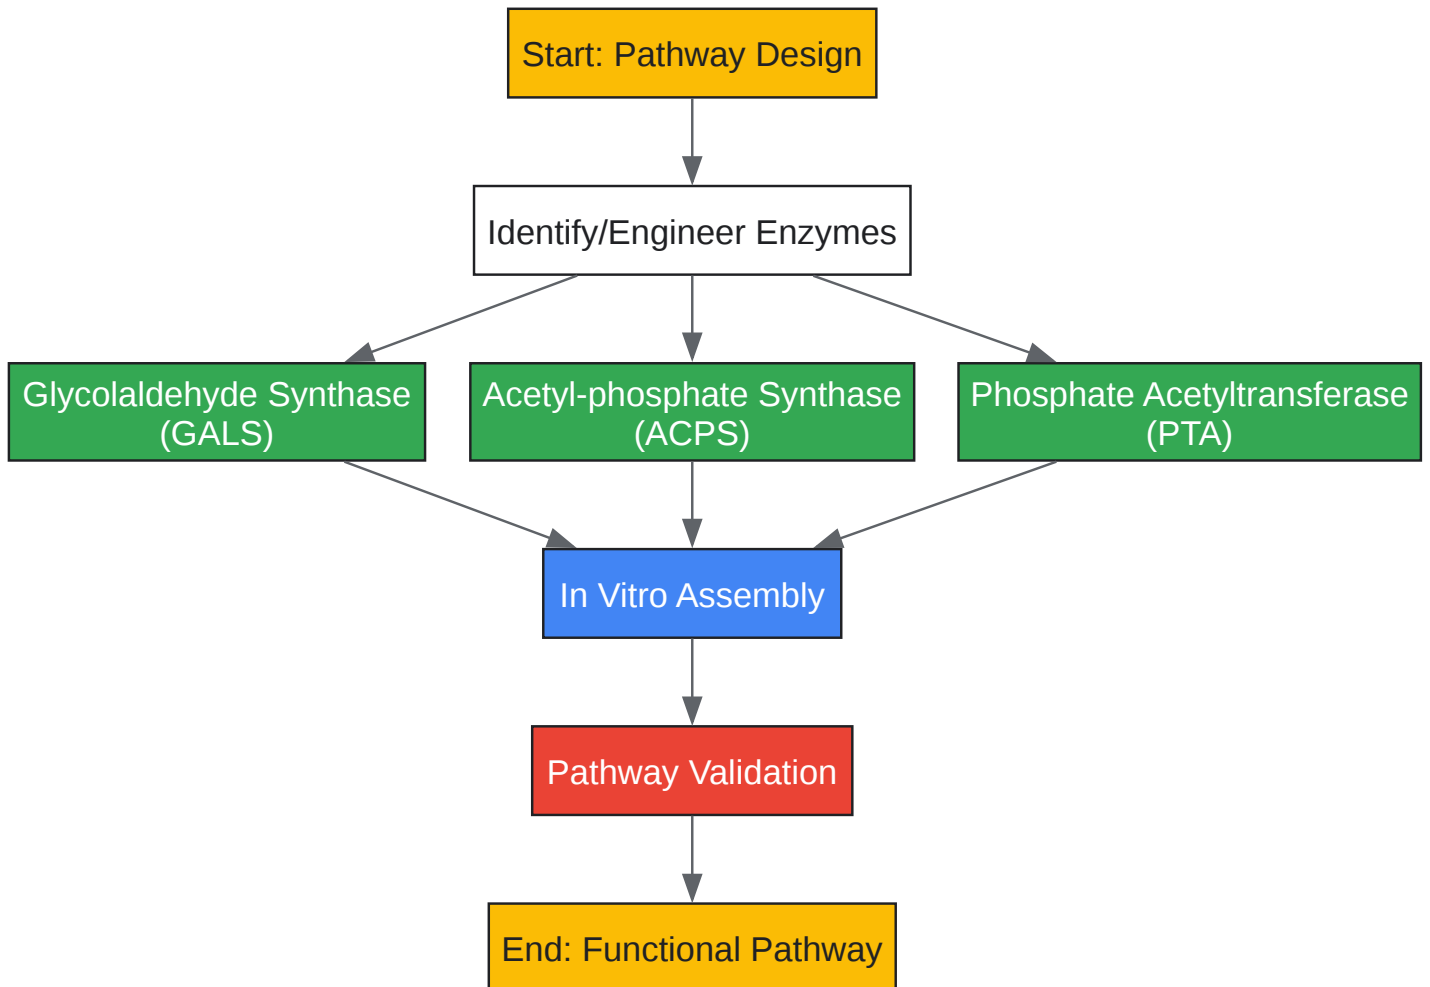 Start: Pathway Design
Identify/Engineer Enzymes
Glycolaldehyde Synthase
(GALS)
Acetyl-phosphate Synthase
(ACPS)
Phosphate Acetyltransferase
(PTA)
In Vitro Assembly
Pathway Validation
End: Functional Pathway